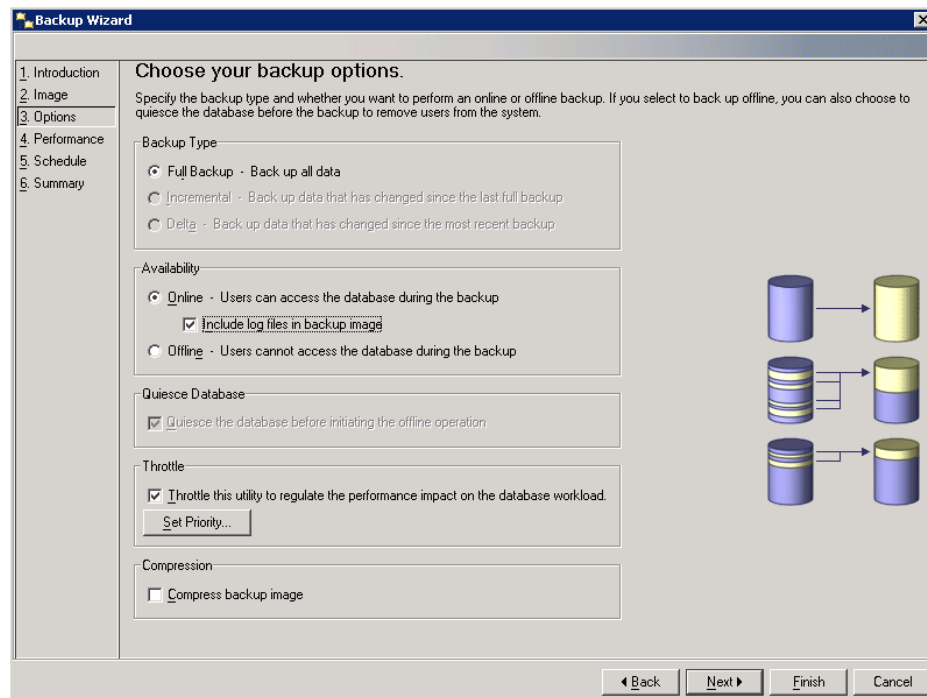 Backup Wizard
1. Introduction
2. Image
3. Options
4. Performance
5. Schedule
6. Summary
Choose your backup options.
Specify the backup type and whether you want to perform an online or offline backup. If you select to back up offline, you can also choose to
quiesce the database before the backup to remove users from the system.
Backup Type
Full Backup - Back up all data
Incremental - Back up data that has changed since the last full backup
Delta - Back up data that has changed since the most recent backup
Availability
Online - Users can access the database during the backup
Include log files in backup image
Offline - Users cannot access the database during the backup
Quiesce Database
Quiesce the database before initiating the offline operation
Throttle
Throttle this utility to regulate the performance impact on the database workload.
Set Priority...
Compression
Compress backup image
Back
Next
Finish
Cancel